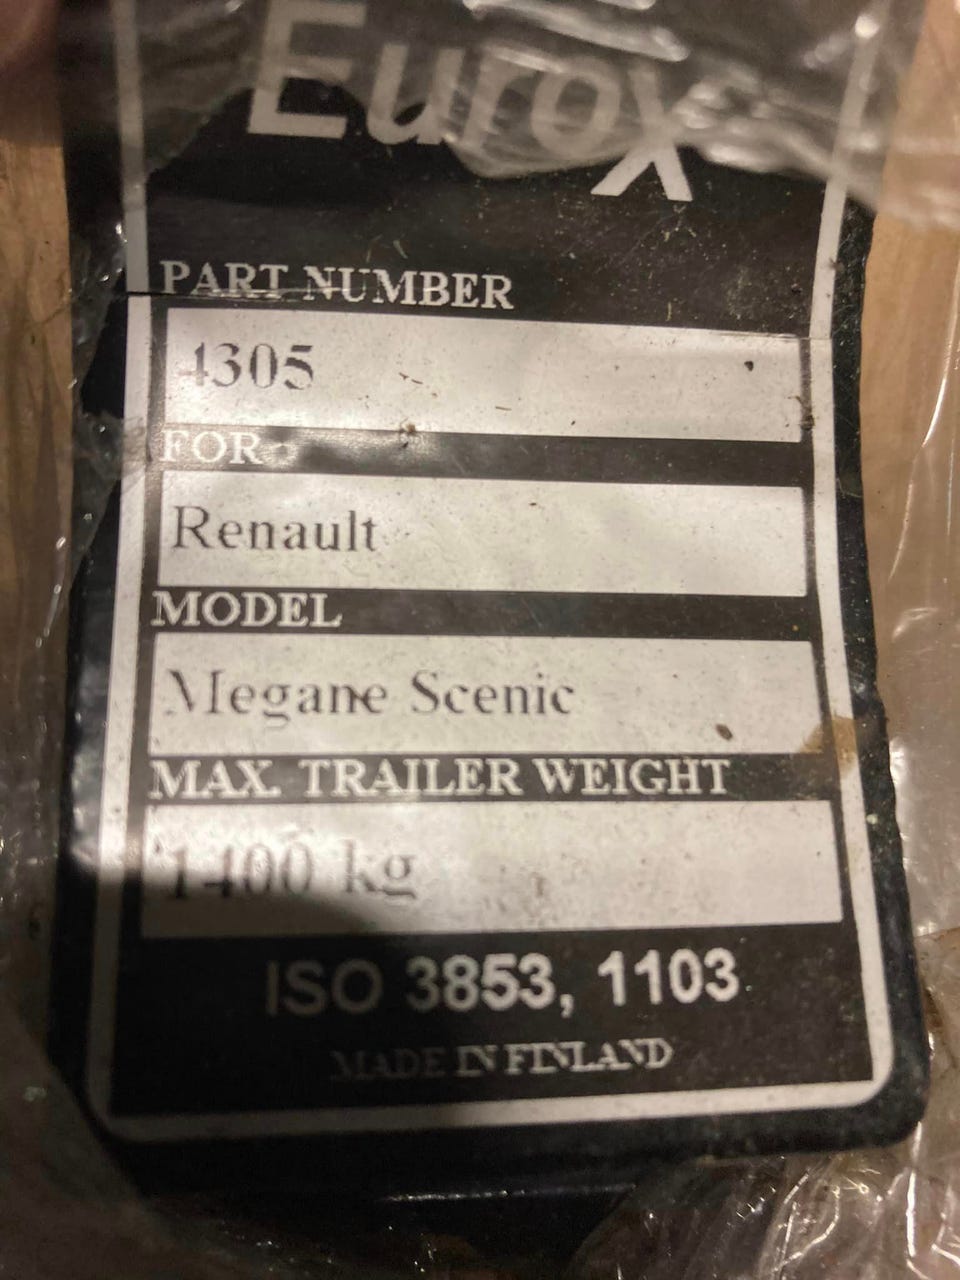 Eurox
PART NUMBER
4305
FOR
Renault
MODEL
Megane Scenic
MAX. TRAILER WEIGHT
1400 kg
ISO 3853, 1103
MADE IN FINLAND